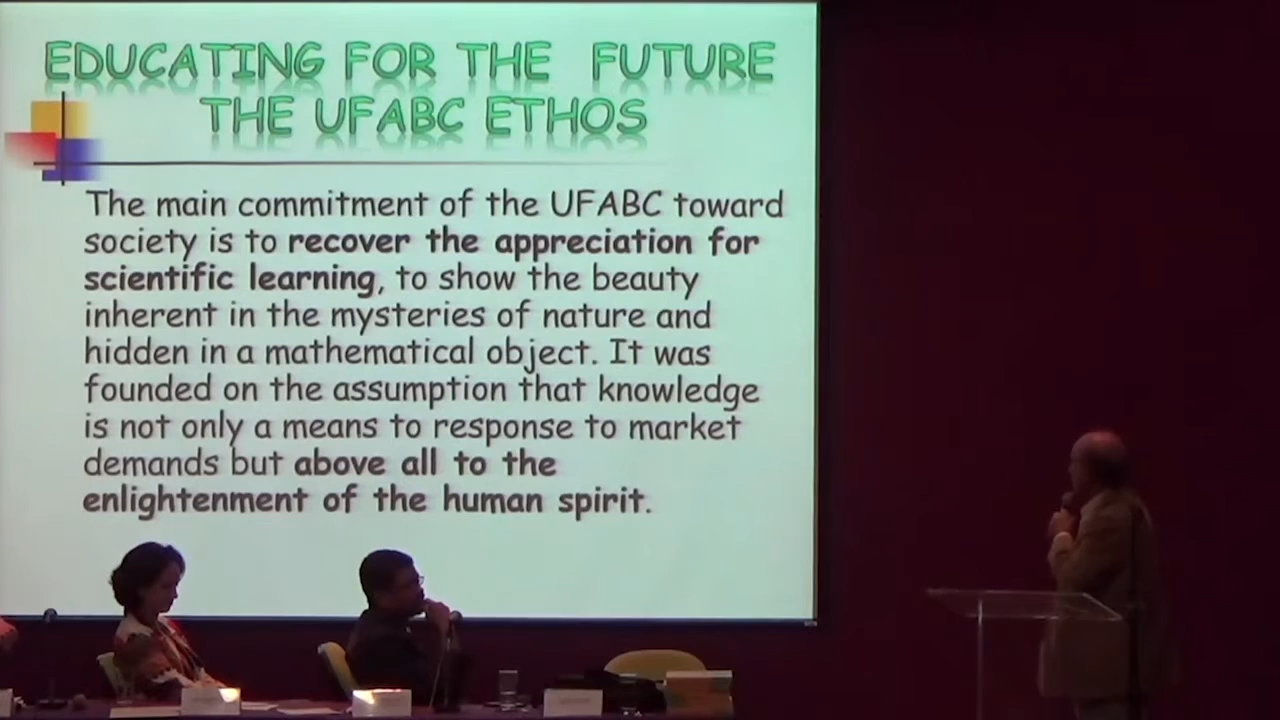 EDUCATING FOR THE FUTURE
THE UFABC ETHOS
The main commitment of the UFABC toward
society is to recover the appreciation for
scientific learning, to show the beauty
inherent in the mysteries of nature and
hidden in a mathematical object. It was
founded on the assumption that knowledge
is not only a means to response to market
demands but above all to the
enlightenment of the human spirit.